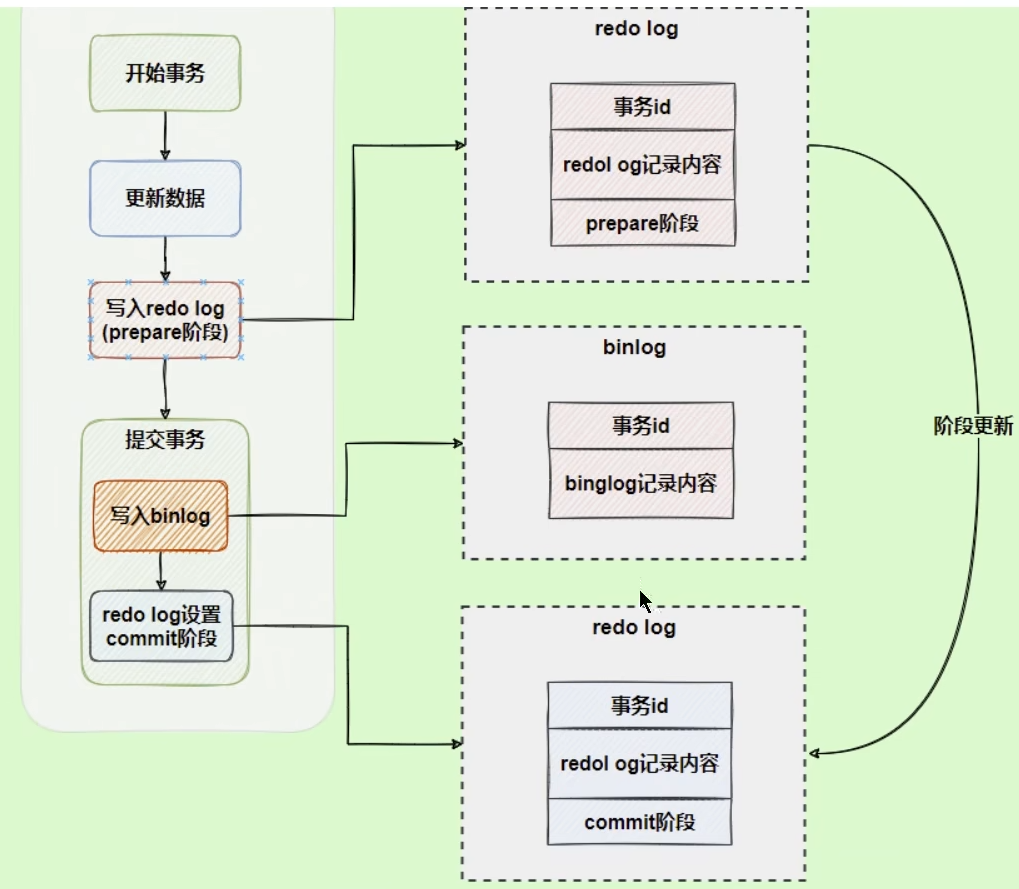 开始事务
更新数据
写入redo log
(prepare阶段)
提交事务
写入binlog
redo log设置
commit阶段
redo log
事务id
redol og记录内容
prepare阶段
binlog
事务id
binglog记录内容
redo log
事务id
redol og记录内容
commit阶段
阶段更新